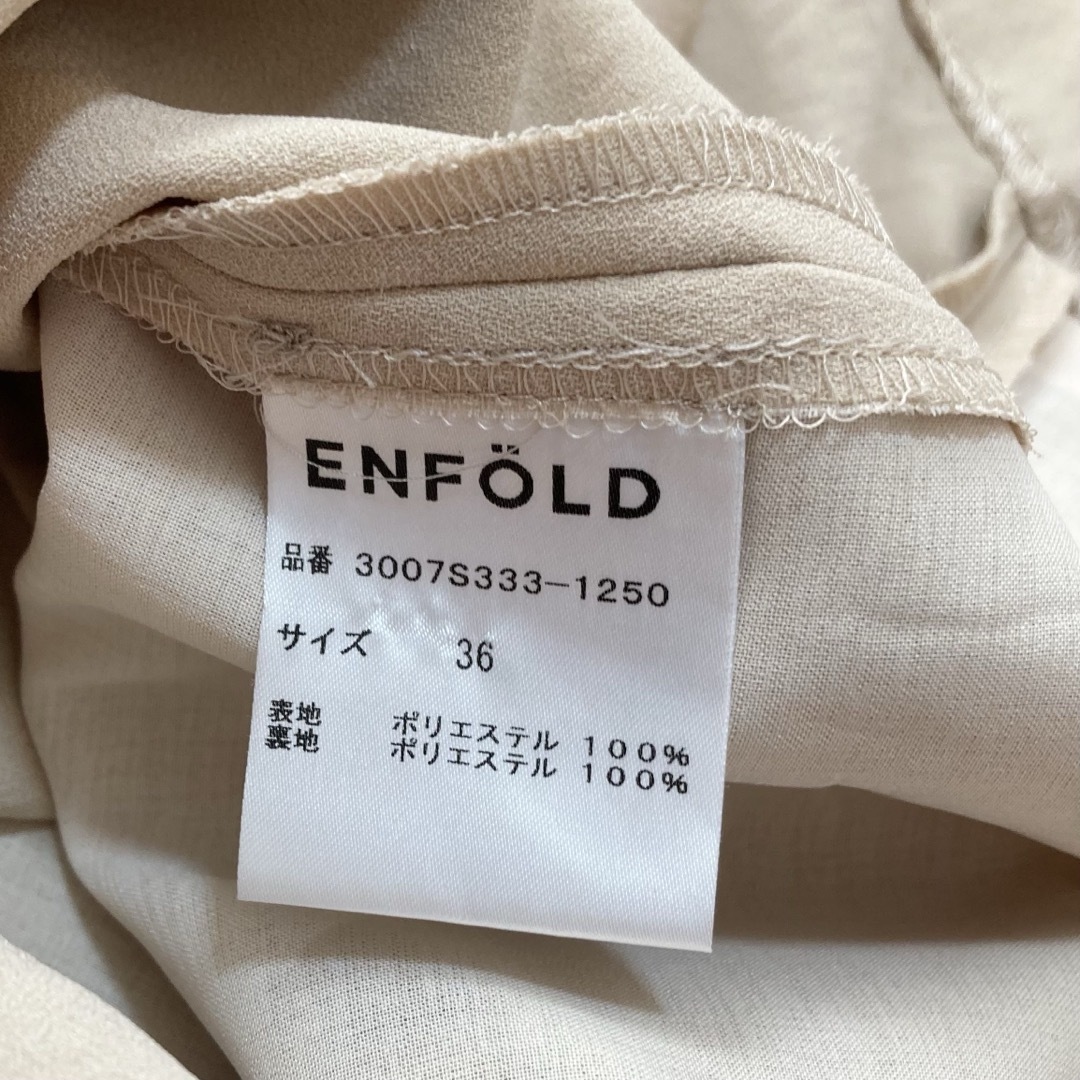 ENFÖLD
品番 3007S333-1250
サイズ 36
表地 ポリエステル 100%
裏地 ポリエステル 100%